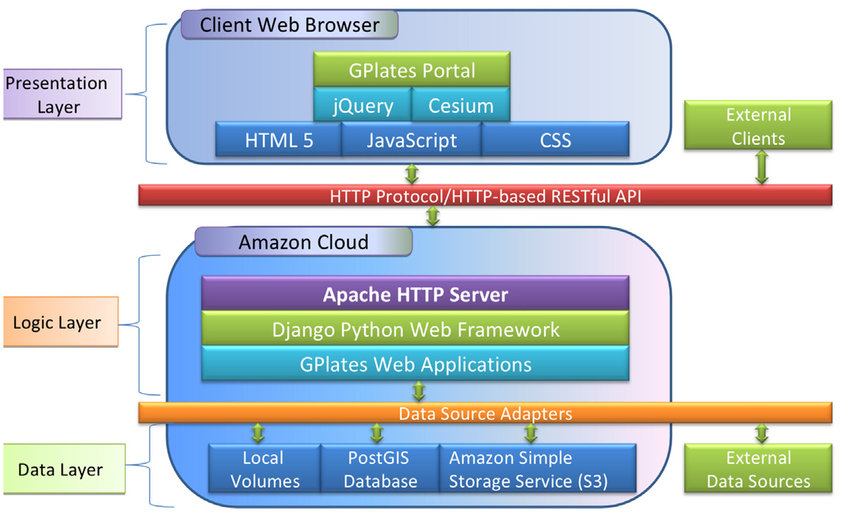 Client Web Browser
GPlates Portal
jQuery
Cesium
HTML 5
JavaScript
CSS
Presentation
Layer
External
Clients
HTTP Protocol/HTTP-based RESTful API
Amazon Cloud
Apache HTTP Server
Django Python Web Framework
GPlates Web Applications
Logic Layer
Data Source Adapters
Data Layer
Local
Volumes
PostGIS
Database
Amazon Simple
Storage Service (S3)
External
Data Sources